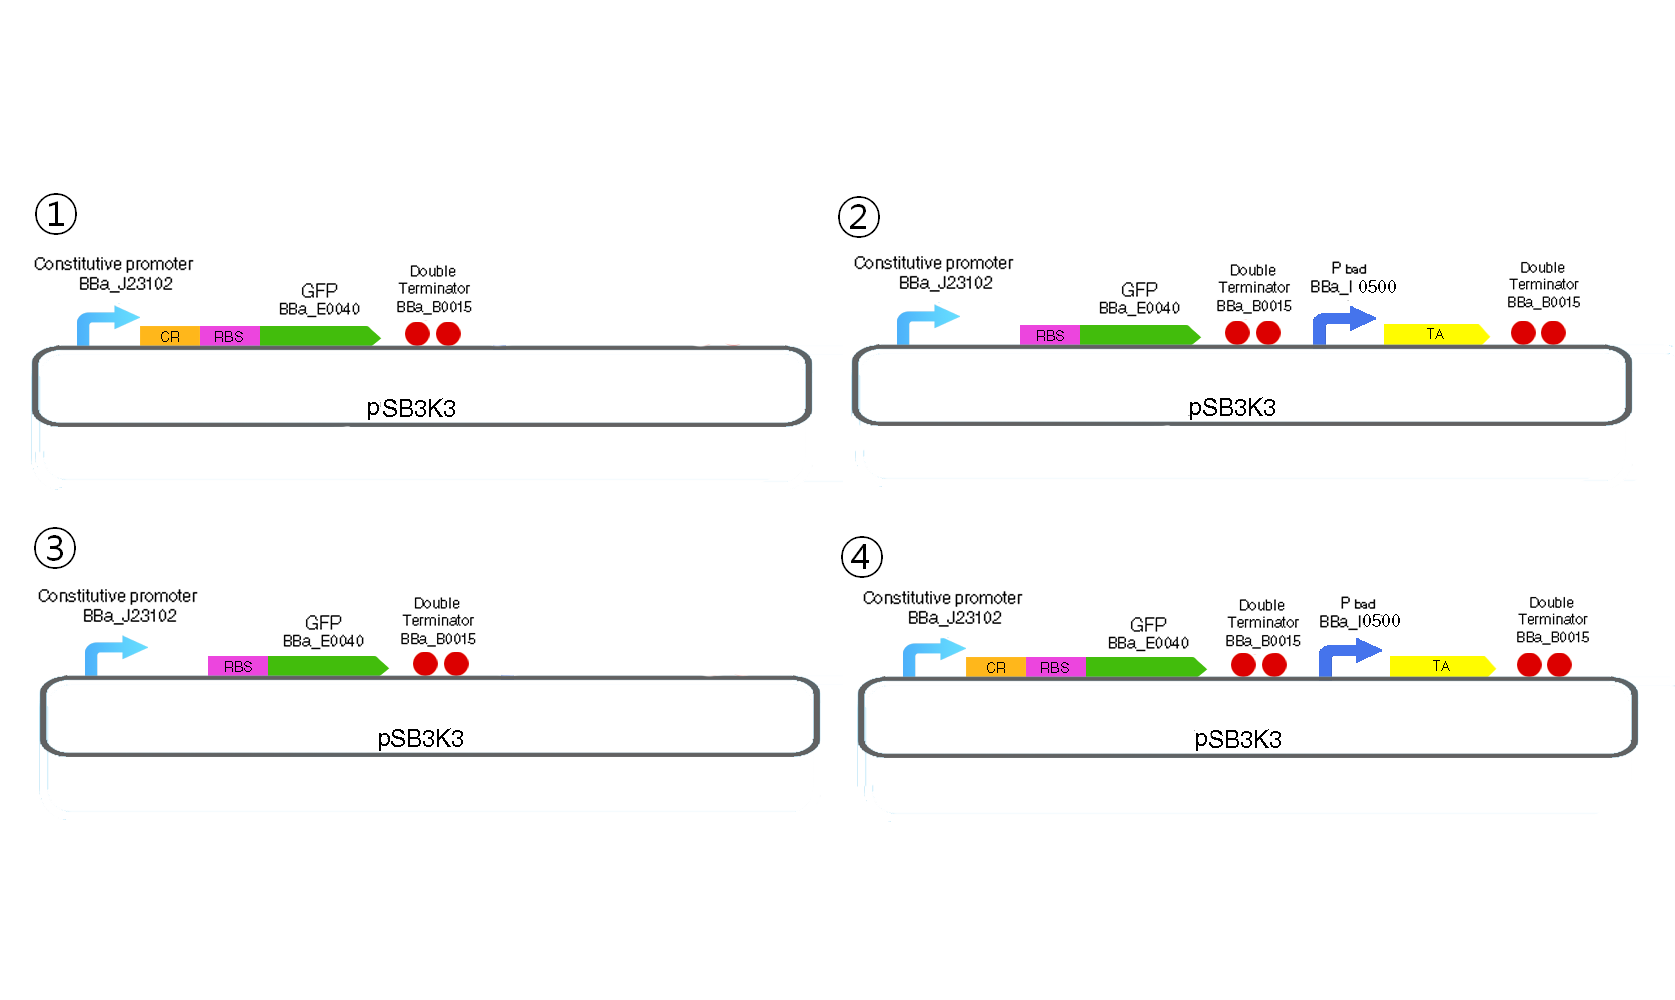 ①
Constitutive promoter
BBa_J23102
GFP
BBa_E0040
Double
Terminator
BBa_B0015
CR
RBS
pSB3K3
②
Constitutive promoter
BBa_J23102
GFP
BBa_E0040
Double
Terminator
BBa_B0015
P bad
BBa_I 0500
Double
Terminator
BBa_B0015
RBS
TA
pSB3K3
③
Constitutive promoter
BBa_J23102
GFP
BBa_E0040
Double
Terminator
BBa_B0015
RBS
pSB3K3
④
Constitutive promoter
BBa_J23102
GFP
BBa_E0040
Double
Terminator
BBa_B0015
P bad
BBa_I0500
Double
Terminator
BBa_B0015
CR
RBS
TA
pSB3K3